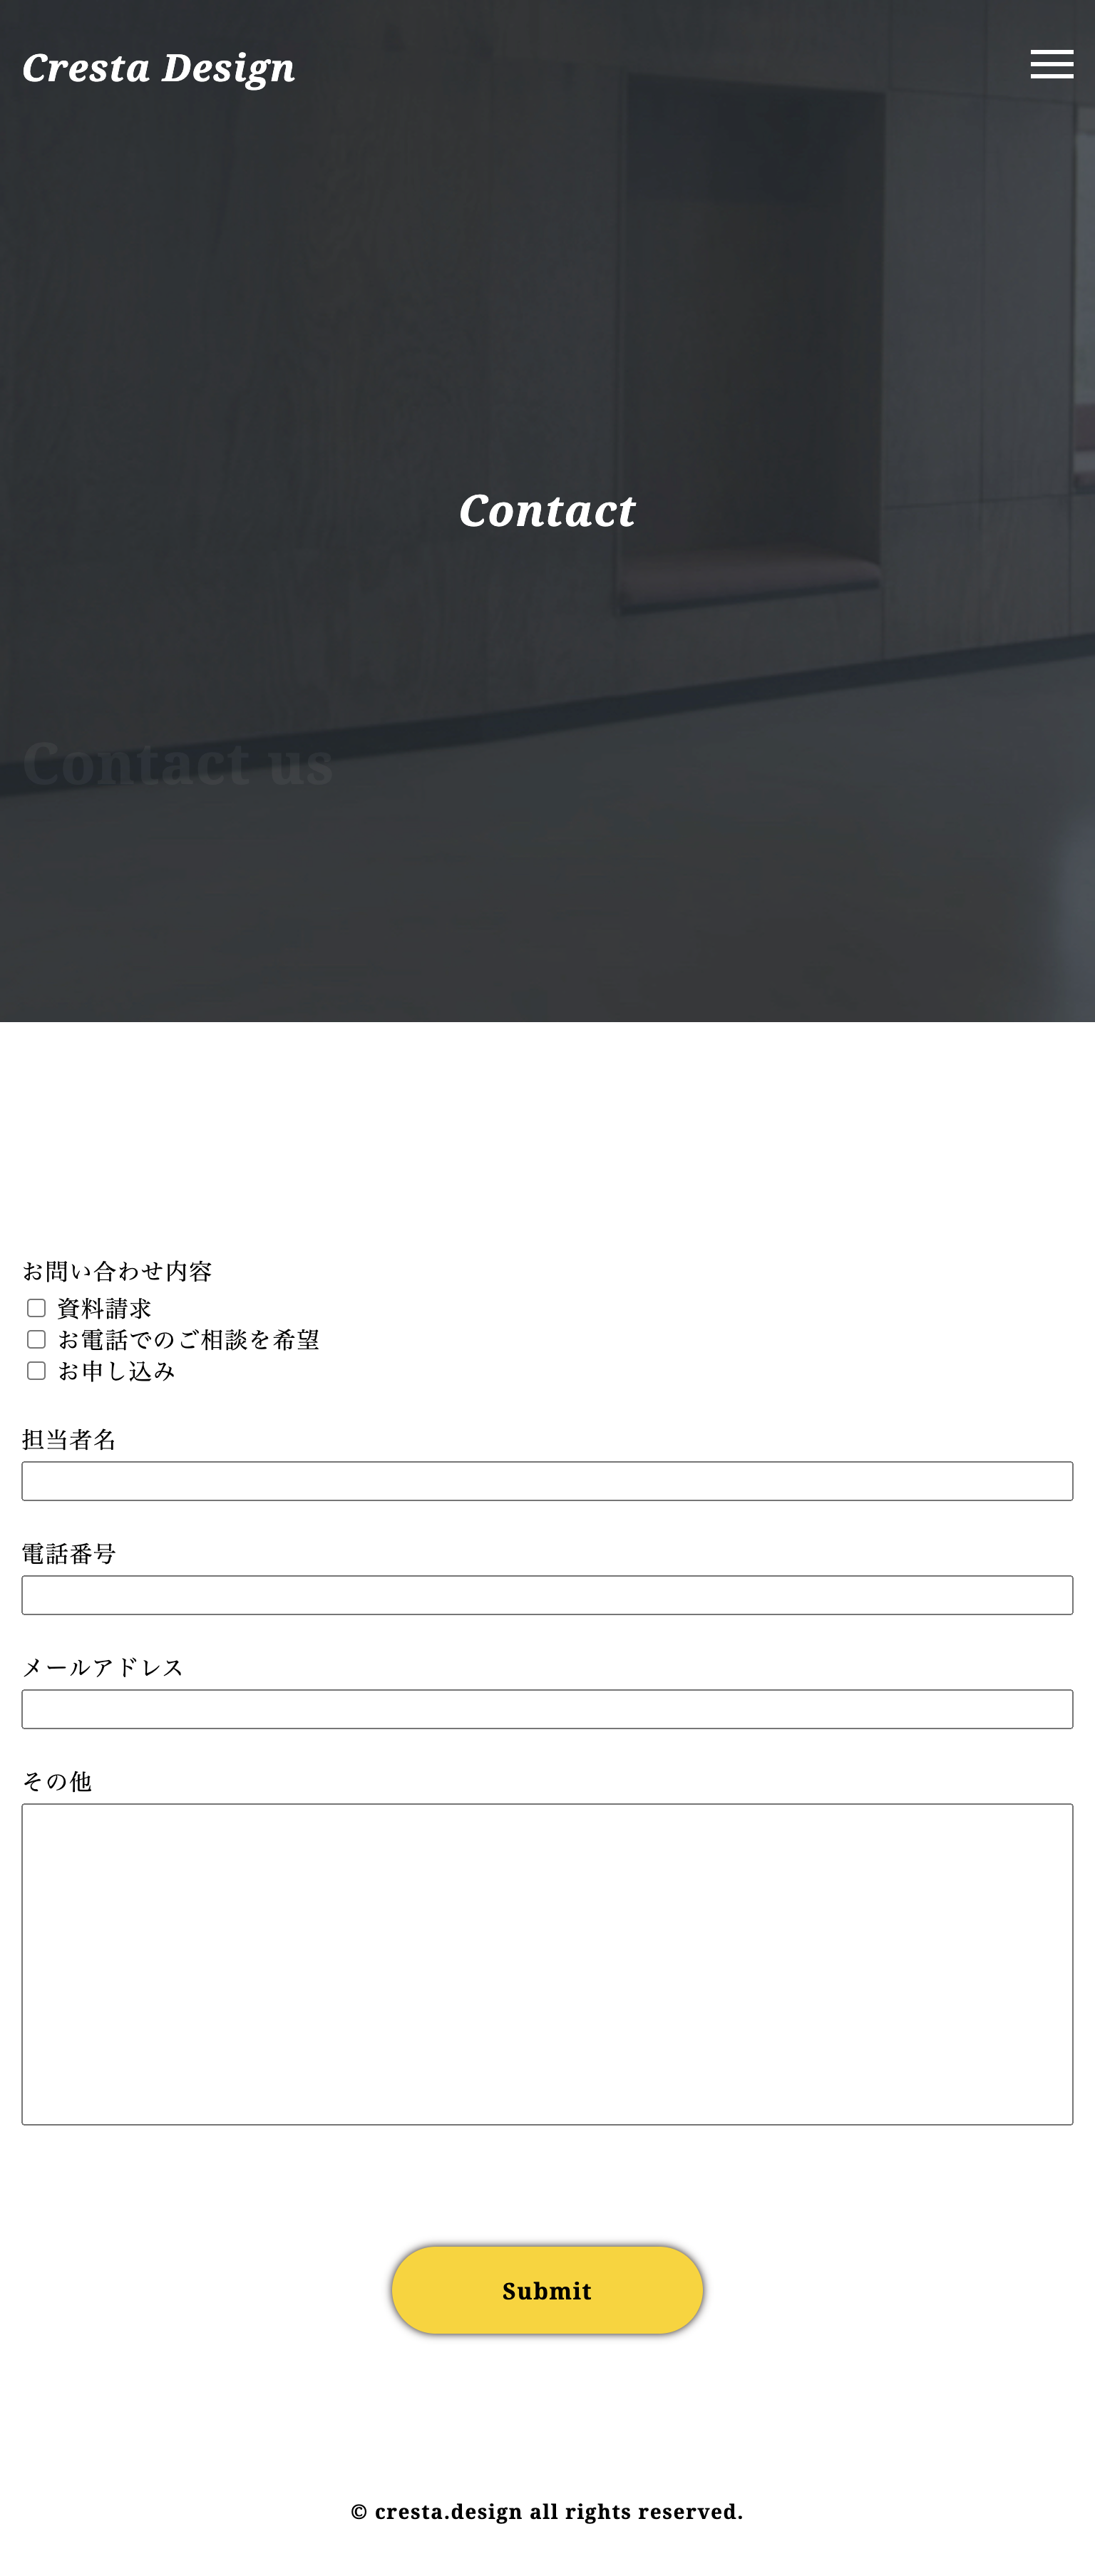 Cresta Design
Contact
Contact us
お問い合わせ内容
資料請求
お電話でのご相談を希望
お申し込み
担当者名
電話番号
メールアドレス
その他
Submit
© cresta.design all rights reserved.